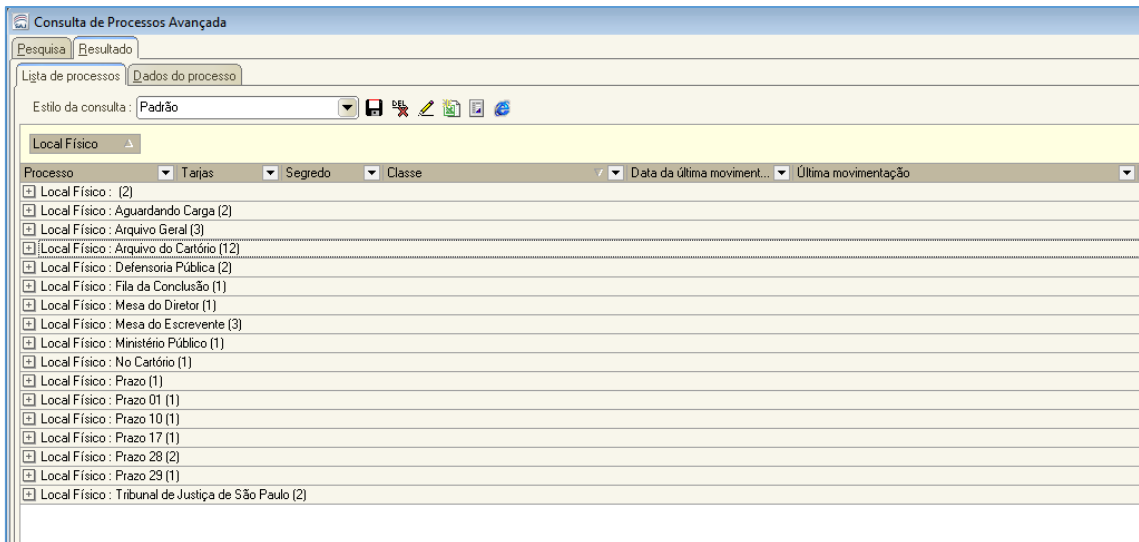 Consulta de Processos Avançada
Pesquisa Resultado
Lista de processos Dados do processo
Estilo da consulta : Padrão DEL
Local Físico
Processo Tarjas Segredo Classe Data da última moviment... Última movimentação
Local Físico : (2)
Local Físico : Aguardando Carga (2)
Local Físico : Arquivo Geral (3)
Local Físico : Arquivo do Cartório (12)
Local Físico : Defensoria Pública (2)
Local Físico : Fila da Conclusão (1)
Local Físico : Mesa do Diretor (1)
Local Físico : Mesa do Escrevente (3)
Local Físico : Ministério Público (1)
Local Físico : No Cartório (1)
Local Físico : Prazo (1)
Local Físico : Prazo 01 (1)
Local Físico : Prazo 10 (1)
Local Físico : Prazo 17 (1)
Local Físico : Prazo 28 (2)
Local Físico : Prazo 29 (1)
Local Físico : Tribunal de Justiça de São Paulo (2)